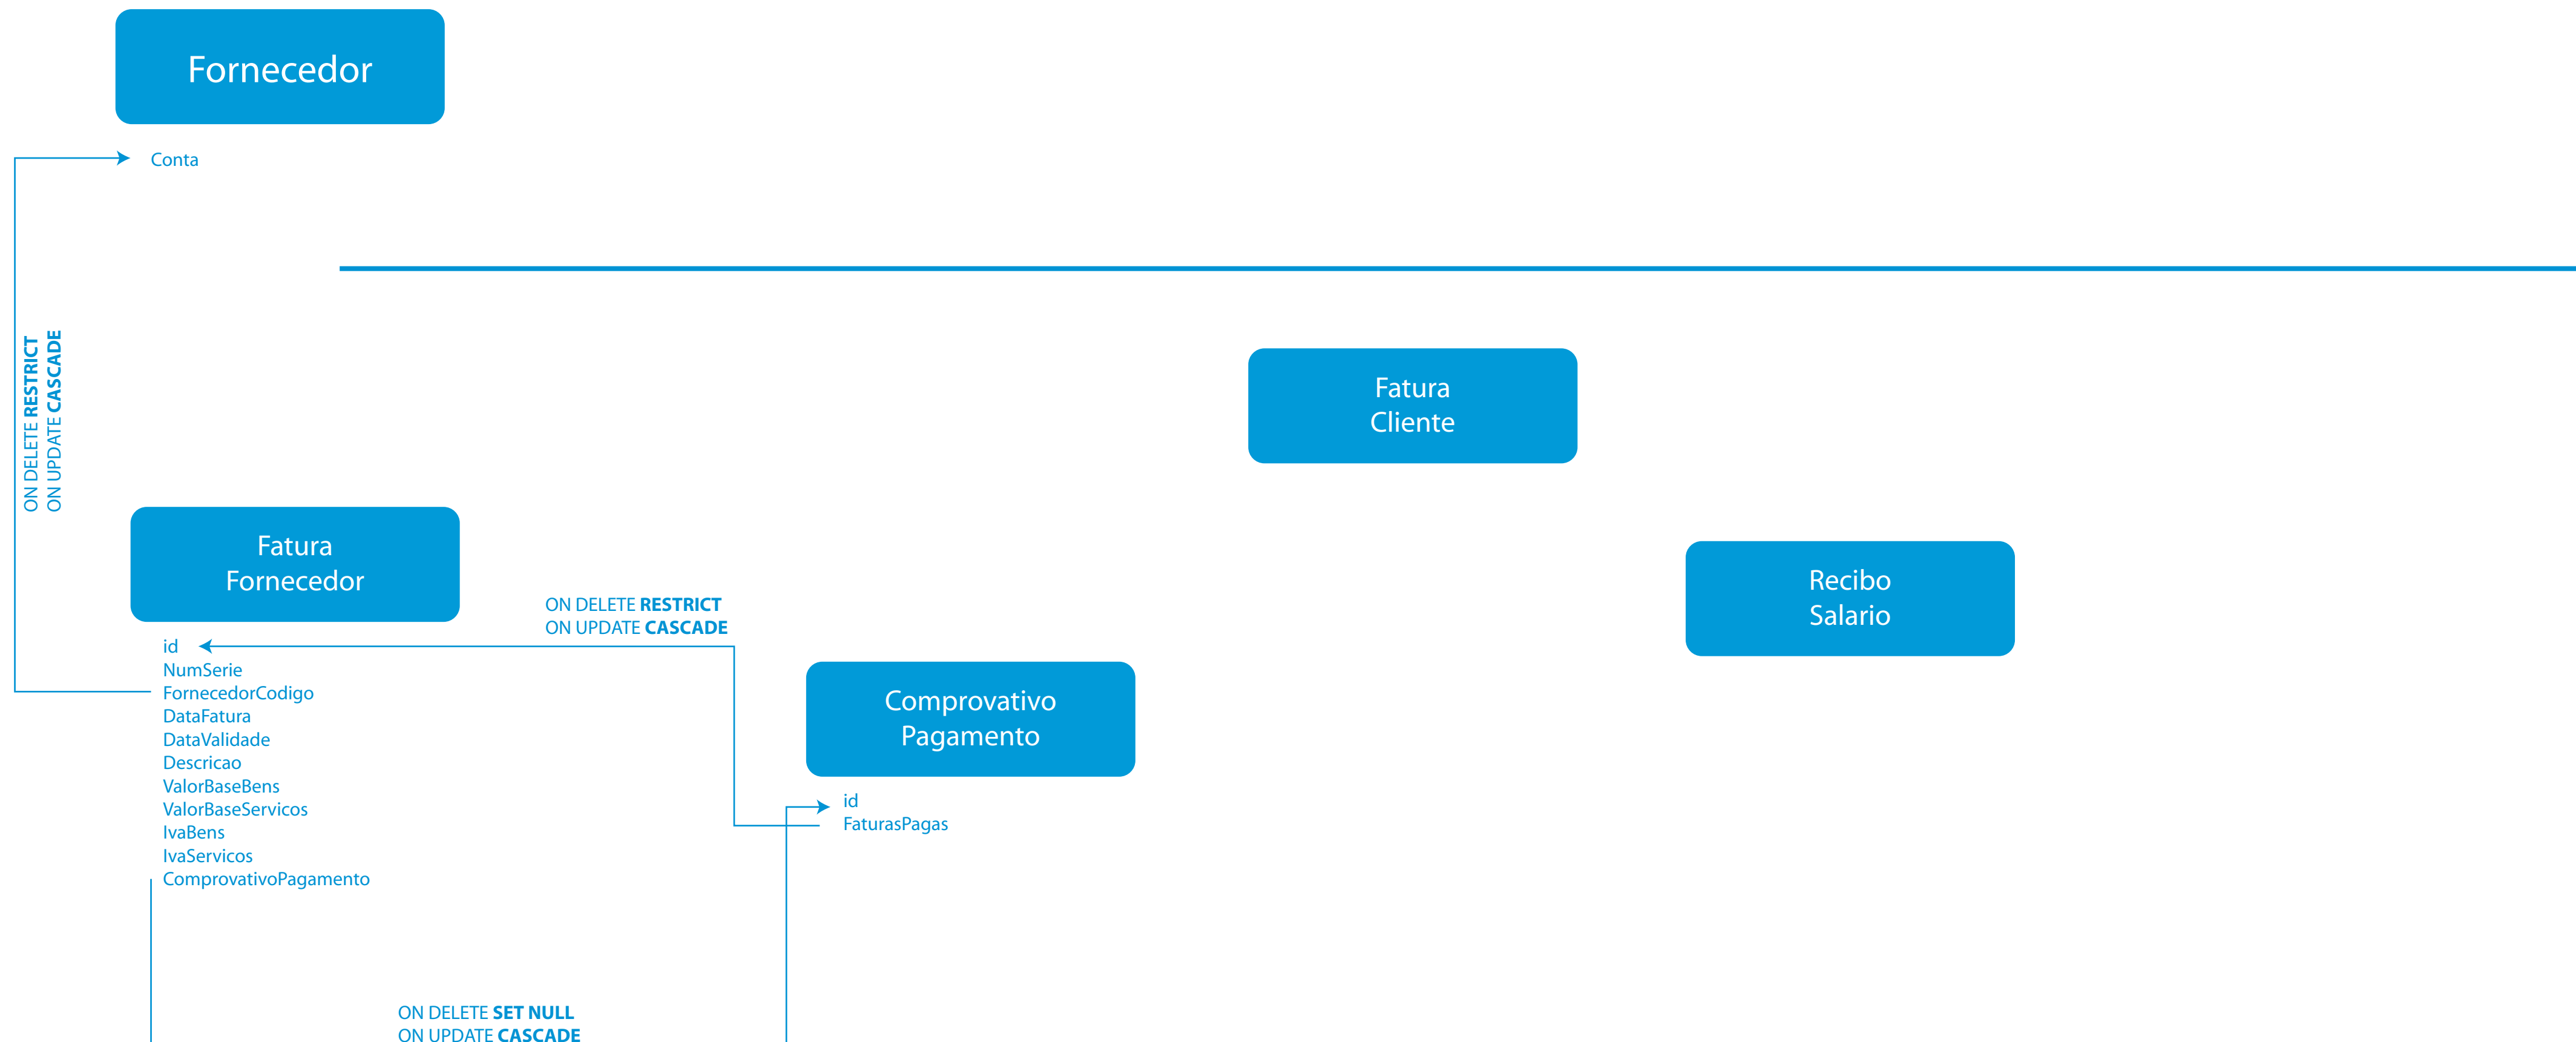 Fornecedor
Conta
ON DELETE RESTRICT
ON UPDATE CASCADE
Fatura
Cliente
Fatura
Fornecedor
Recibo
Salario
ON DELETE RESTRICT
ON UPDATE CASCADE
id
NumSerie
FornecedorCodigo
DataFatura
DataValidade
Descricao
ValorBaseBens
ValorBaseServicos
IvaBens
IvaServicos
ComprovativoPagamento
Comprovativo
Pagamento
id
FaturasPagas
ON DELETE SET NULL
ON UPDATE CASCADE